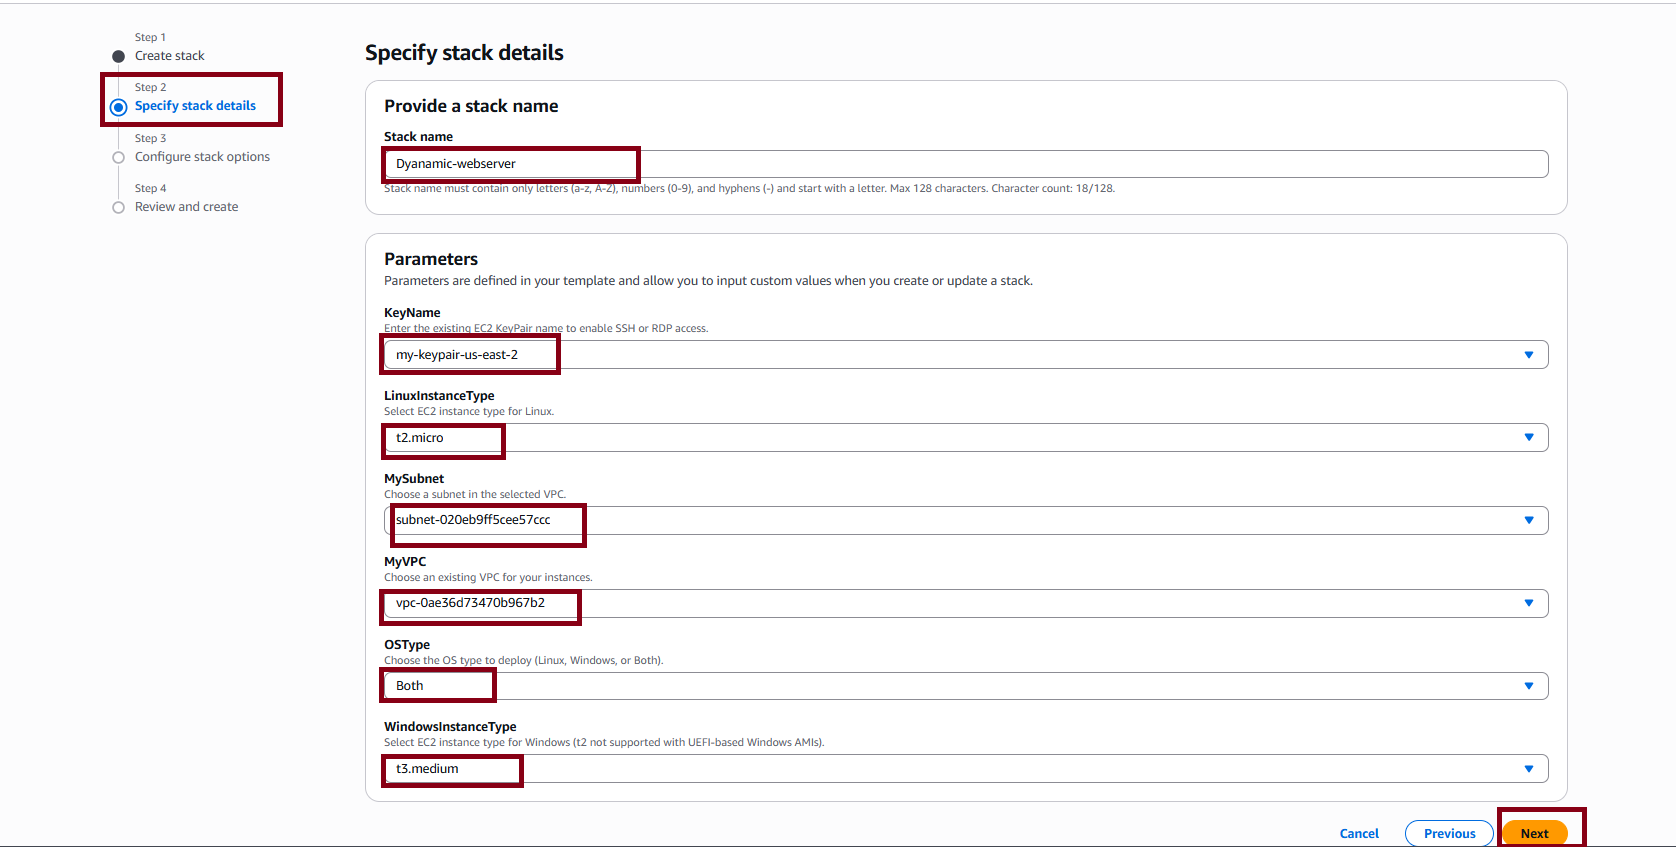 Step 1
Create stack
Step 2
Specify stack details
Step 3
Configure stack options
Step 4
Review and create
Specify stack details
Provide a stack name
Stack name
Dyanamic-webserver
Stack name must contain only letters (a-z, A-Z), numbers (0-9), and hyphens (-) and start with a letter. Max 128 characters. Character count: 18/128.
Parameters
Parameters are defined in your template and allow you to input custom values when you create or update a stack.
KeyName
Enter the existing EC2 KeyPair name to enable SSH or RDP access.
my-keypair-us-east-2
LinuxInstanceType
Select EC2 instance type for Linux.
t2.micro
MySubnet
Choose a subnet in the selected VPC.
subnet-020eb9ff5cee57ccc
MyVPC
Choose an existing VPC for your instances.
vpc-0ae36d73470b967b2
OSType
Choose the OS type to deploy (Linux, Windows, or Both).
Both
WindowsInstanceType
Select EC2 instance type for Windows (t2 not supported with UEFI-based Windows AMIs).
t3.medium
Cancel Previous Next